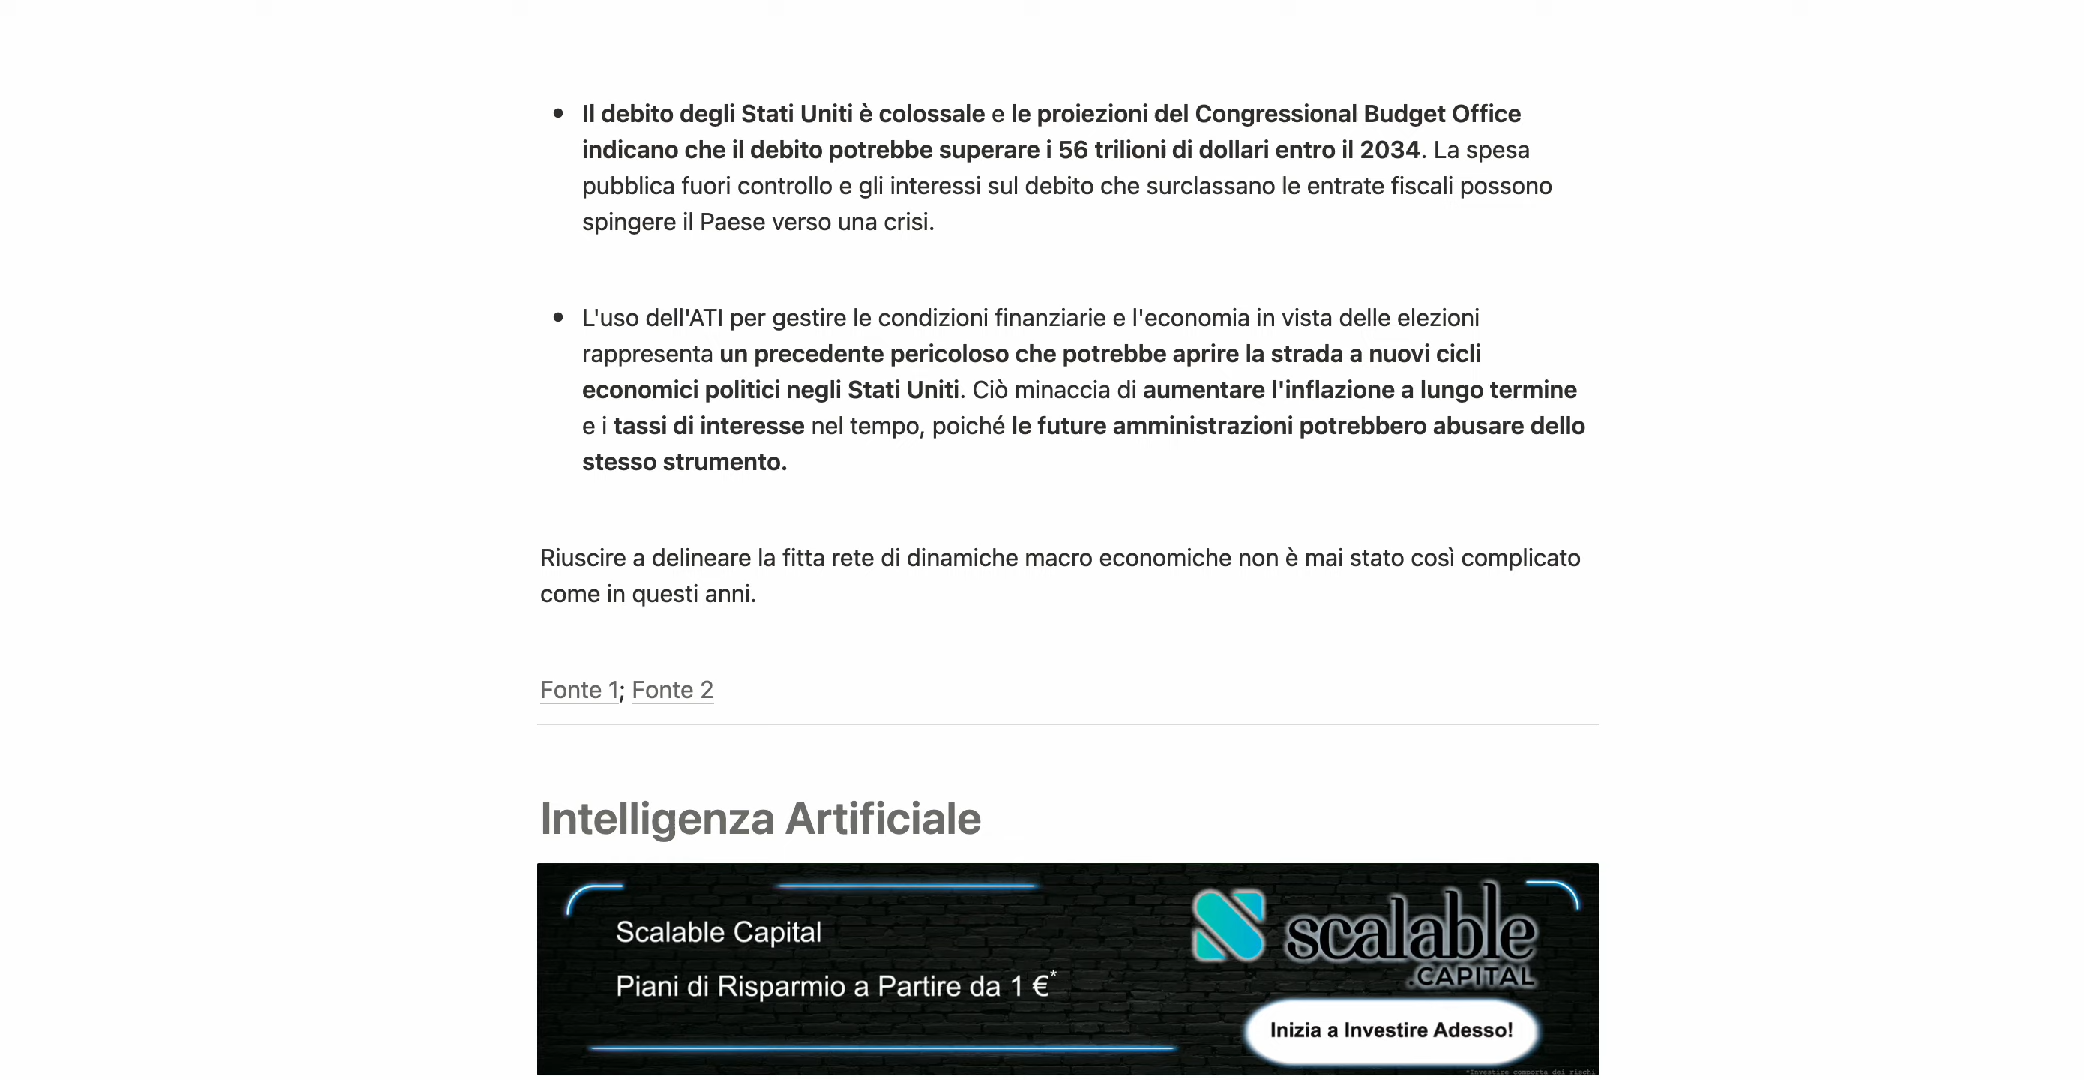 • Il debito degli Stati Uniti è colossale e le proiezioni del Congressional Budget Office
indicano che il debito potrebbe superare i 56 trilioni di dollari entro il 2034. La spesa
pubblica fuori controllo e gli interessi sul debito che surclassano le entrate fiscali possono
spingere il Paese verso una crisi.
• L'uso dell'ATI per gestire le condizioni finanziarie e l'economia in vista delle elezioni
rappresenta un precedente pericoloso che potrebbe aprire la strada a nuovi cicli
economici politici negli Stati Uniti. Ciò minaccia di aumentare l'inflazione a lungo termine
e i tassi di interesse nel tempo, poiché le future amministrazioni potrebbero abusare dello
stesso strumento.
Riuscire a delineare la fitta rete di dinamiche macro economiche non è mai stato così complicato
come in questi anni.
Fonte 1; Fonte 2
Intelligenza Artificiale
Scalable Capital
Piani di Risparmio a Partire da 1 €*
scalable
.CAPITAL
Inizia a Investire Adesso!
*Investire comporta dei rischi